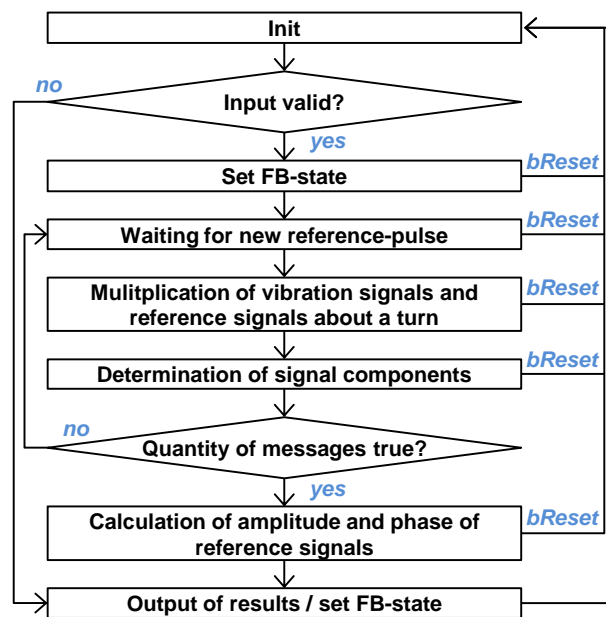 Init
no
Input valid?
yes
bReset
Set FB-state
bReset
Waiting for new reference-pulse
bReset
Mulitplication of vibration signals and
reference signals about a turn
bReset
Determination of signal components
no
Quantity of messages true?
yes
bReset
Calculation of amplitude and phase of
reference signals
Output of results / set FB-state